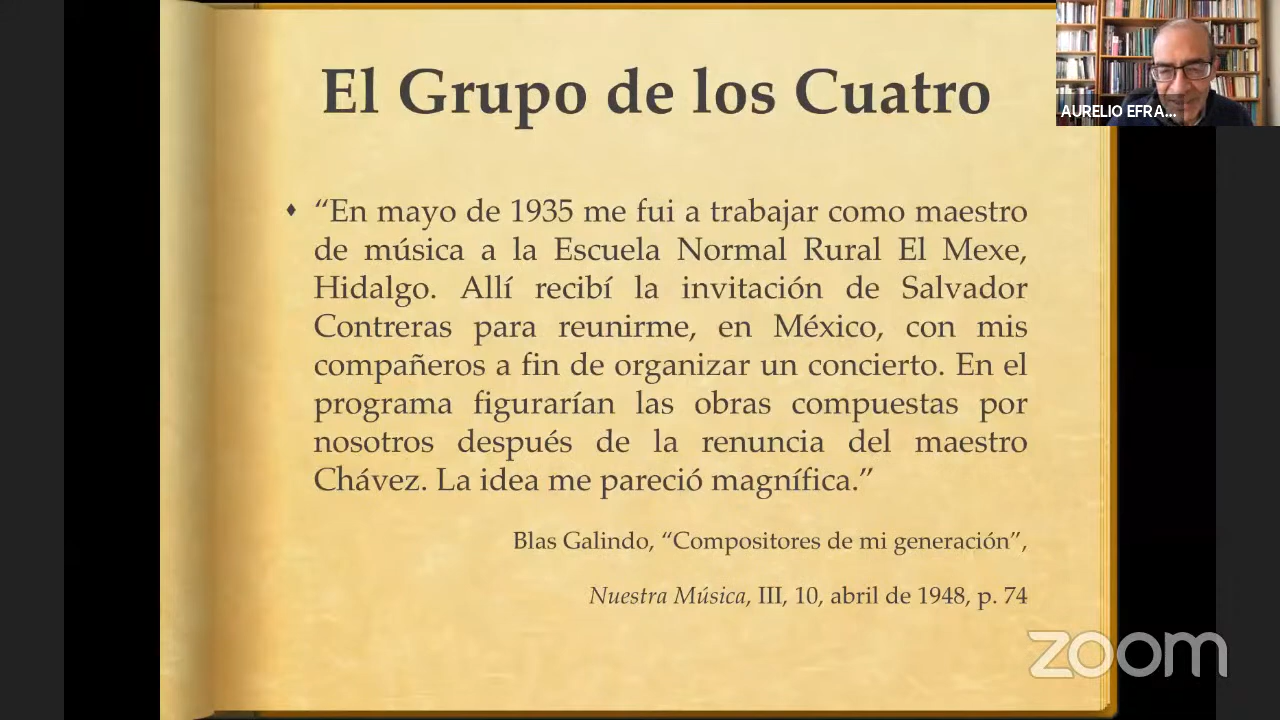 El Grupo de los Cuatro
AURELIO EFRA...
♦ “En mayo de 1935 me fui a trabajar como maestro
de música a la Escuela Normal Rural El Mexe,
Hidalgo. Allí recibí la invitación de Salvador
Contreras para reunirme, en México, con mis
compañeros a fin de organizar un concierto. En el
programa figurarían las obras compuestas por
nosotros después de la renuncia del maestro
Chávez. La idea me pareció magnífica.”
Blas Galindo, “Compositores de mi generación”,
Nuestra Música, III, 10, abril de 1948, p. 74
zoom